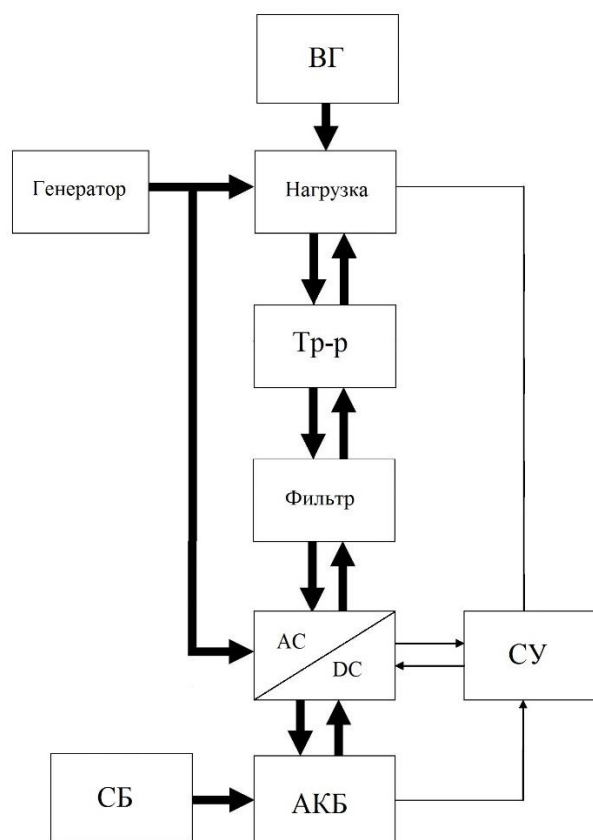 ВГ
Генератор
Нагрузка
Тр-р
Фильтр
AC
DC
СУ
СБ
АКБ